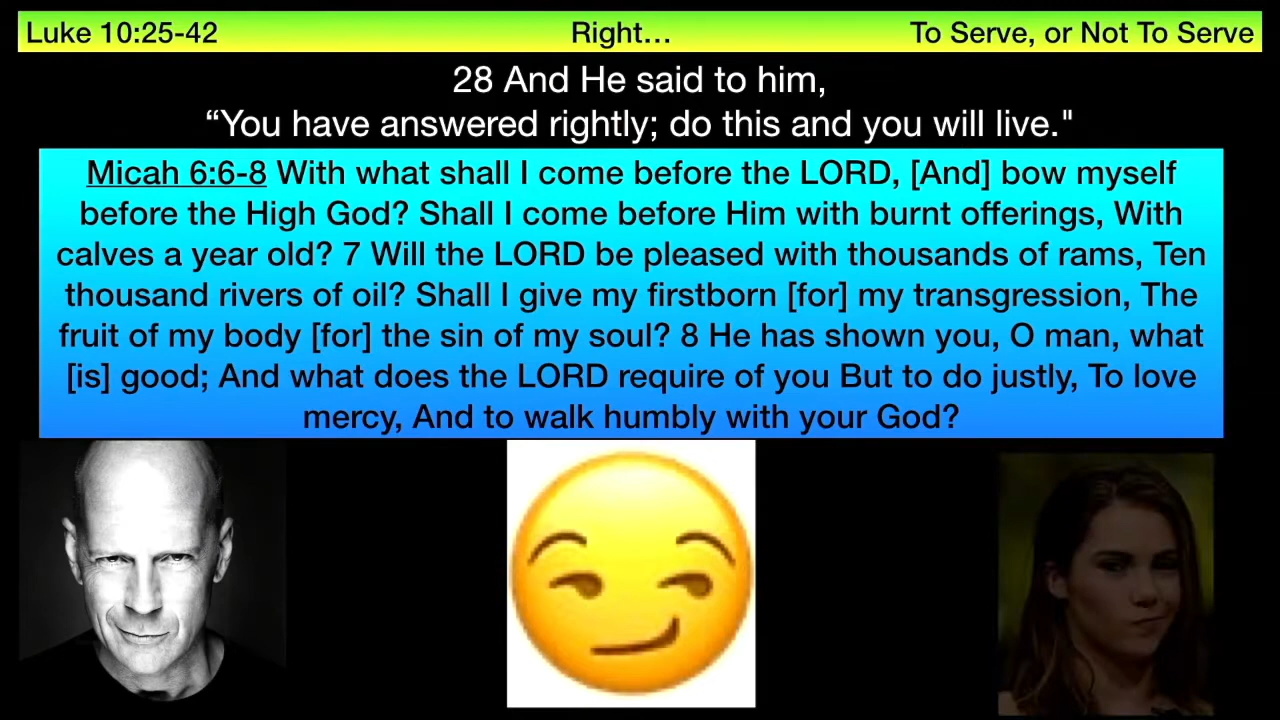 Luke 10:25-42 Right... To Serve, or Not To Serve
28 And He said to him,
“You have answered rightly; do this and you will live."
Micah 6:6-8 With what shall I come before the LORD, [And] bow myself
before the High God? Shall I come before Him with burnt offerings, With
calves a year old? 7 Will the LORD be pleased with thousands of rams, Ten
thousand rivers of oil? Shall I give my firstborn [for] my transgression, The
fruit of my body [for] the sin of my soul? 8 He has shown you, O man, what
[is] good; And what does the LORD require of you But to do justly, To love
mercy, And to walk humbly with your God?